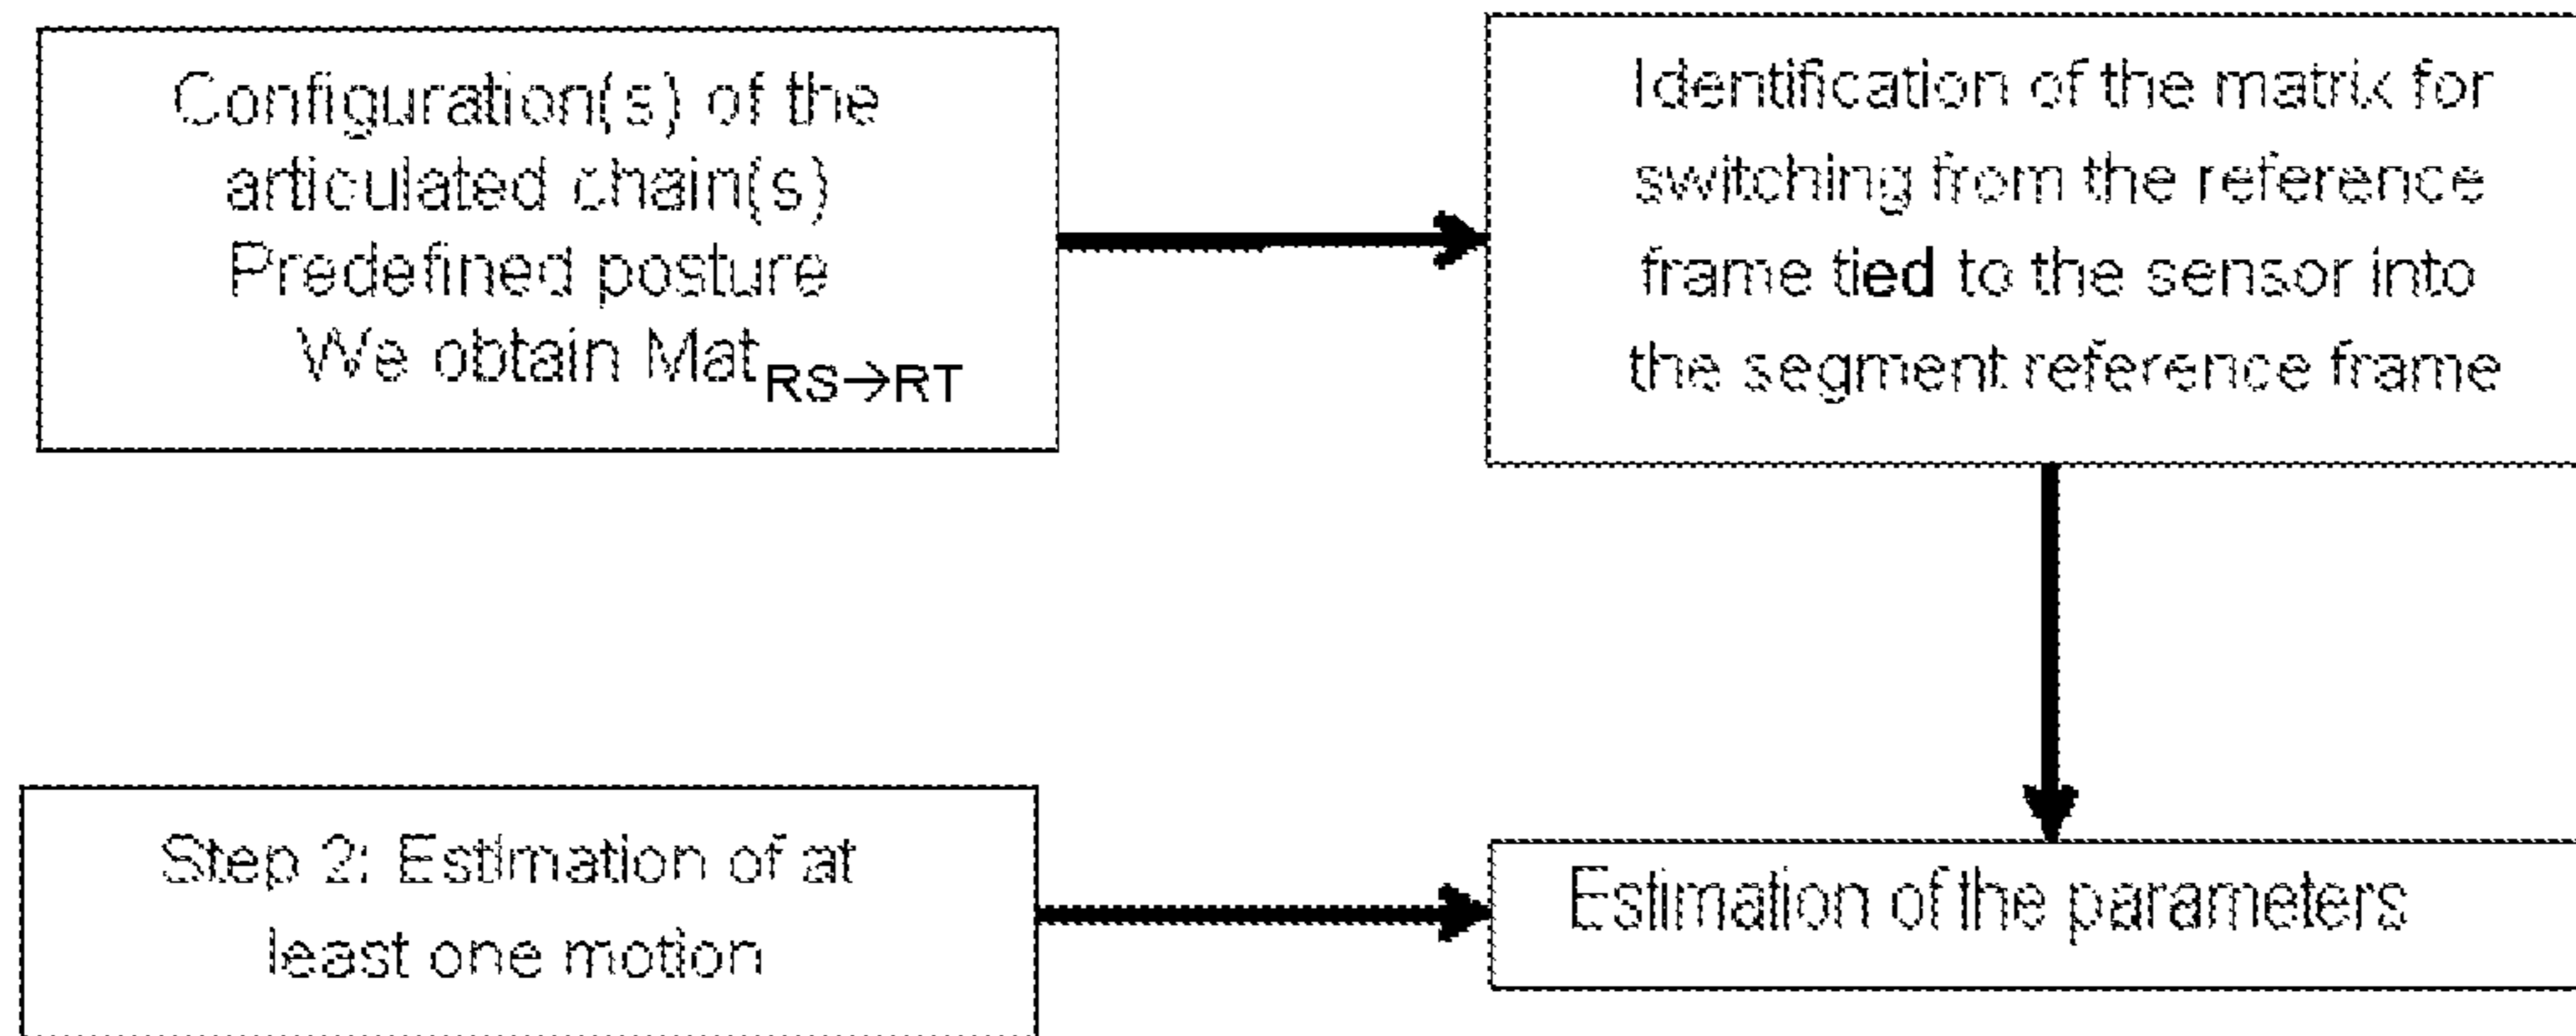 Configuration(s) of the
articulated chain(s)
Predefined posture
We obtain Mat RS→RT
Identification of the matrix for
switching from the reference
frame tied to the sensor into
the segment reference frame
Step 2: Estimation of at
least one motion
Estimation of the parameters